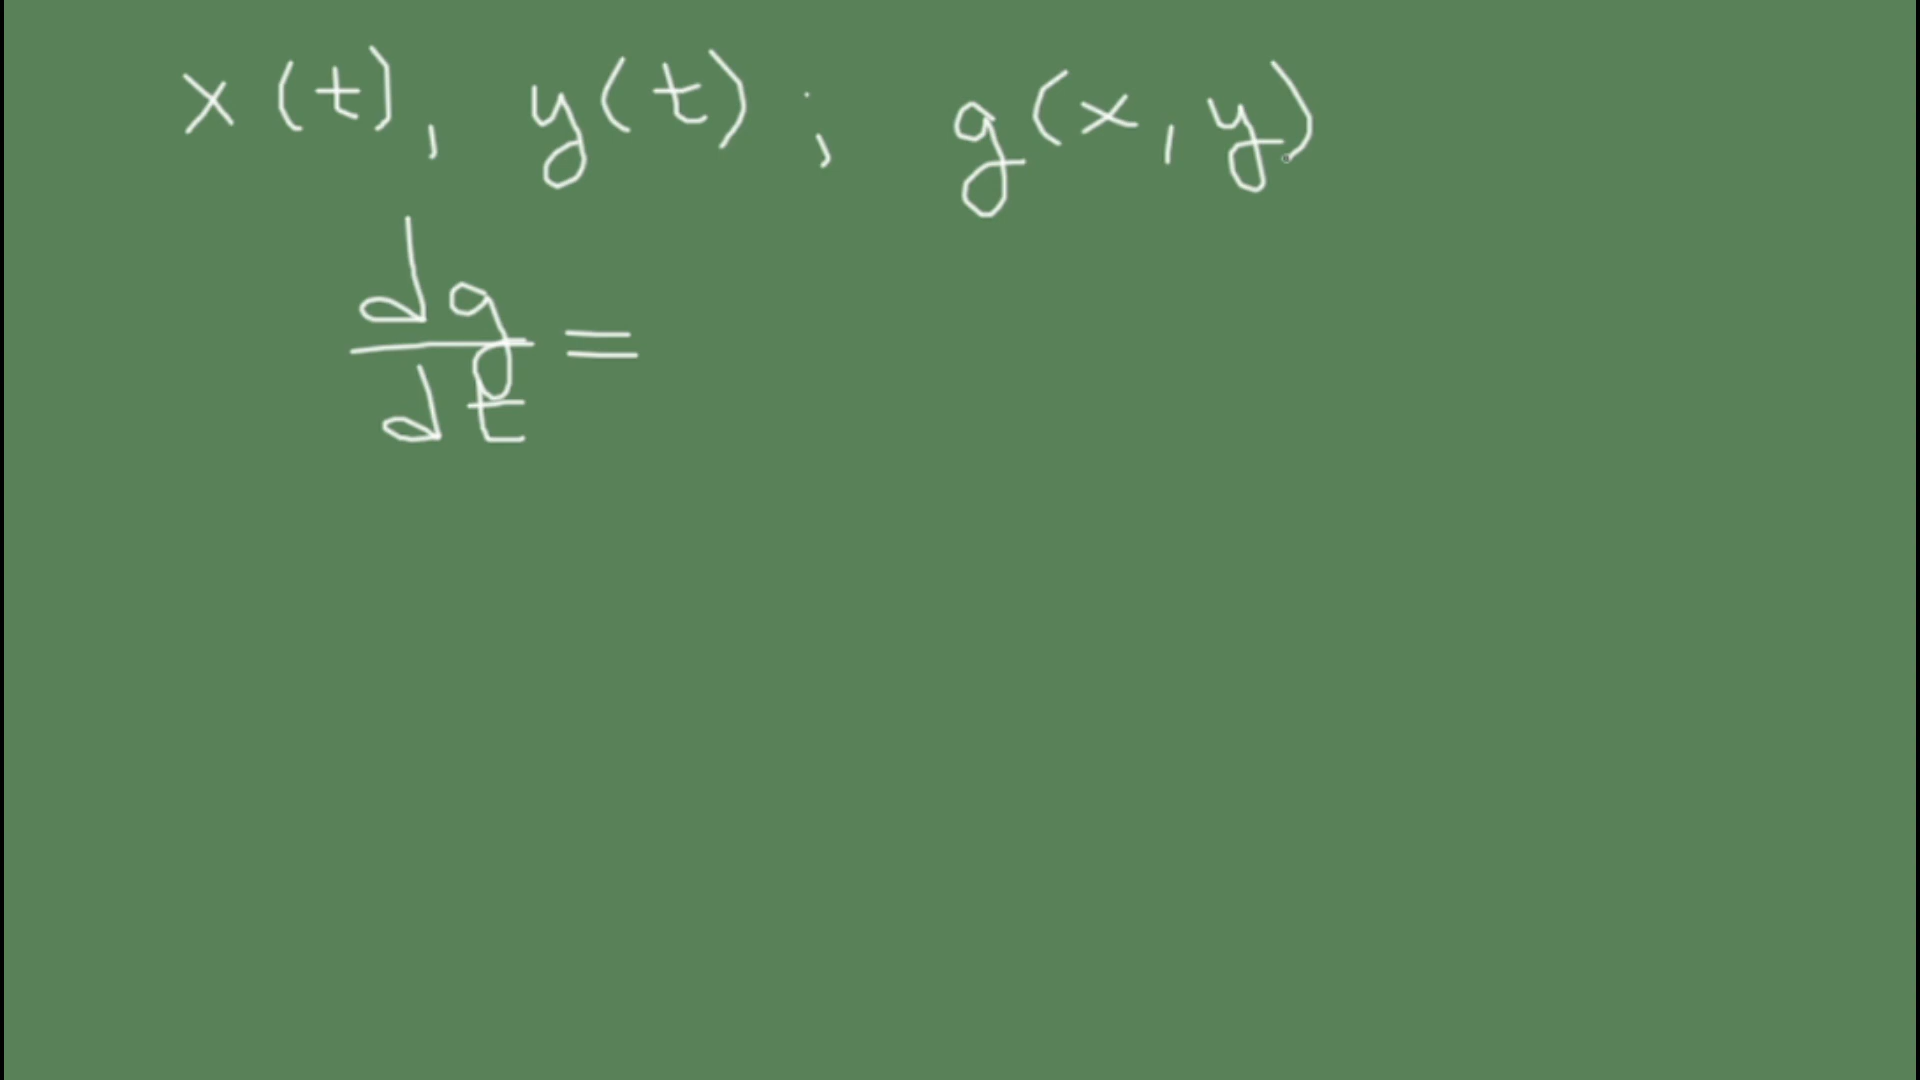 x(t), y(t); g(x,y)
dg/dt =